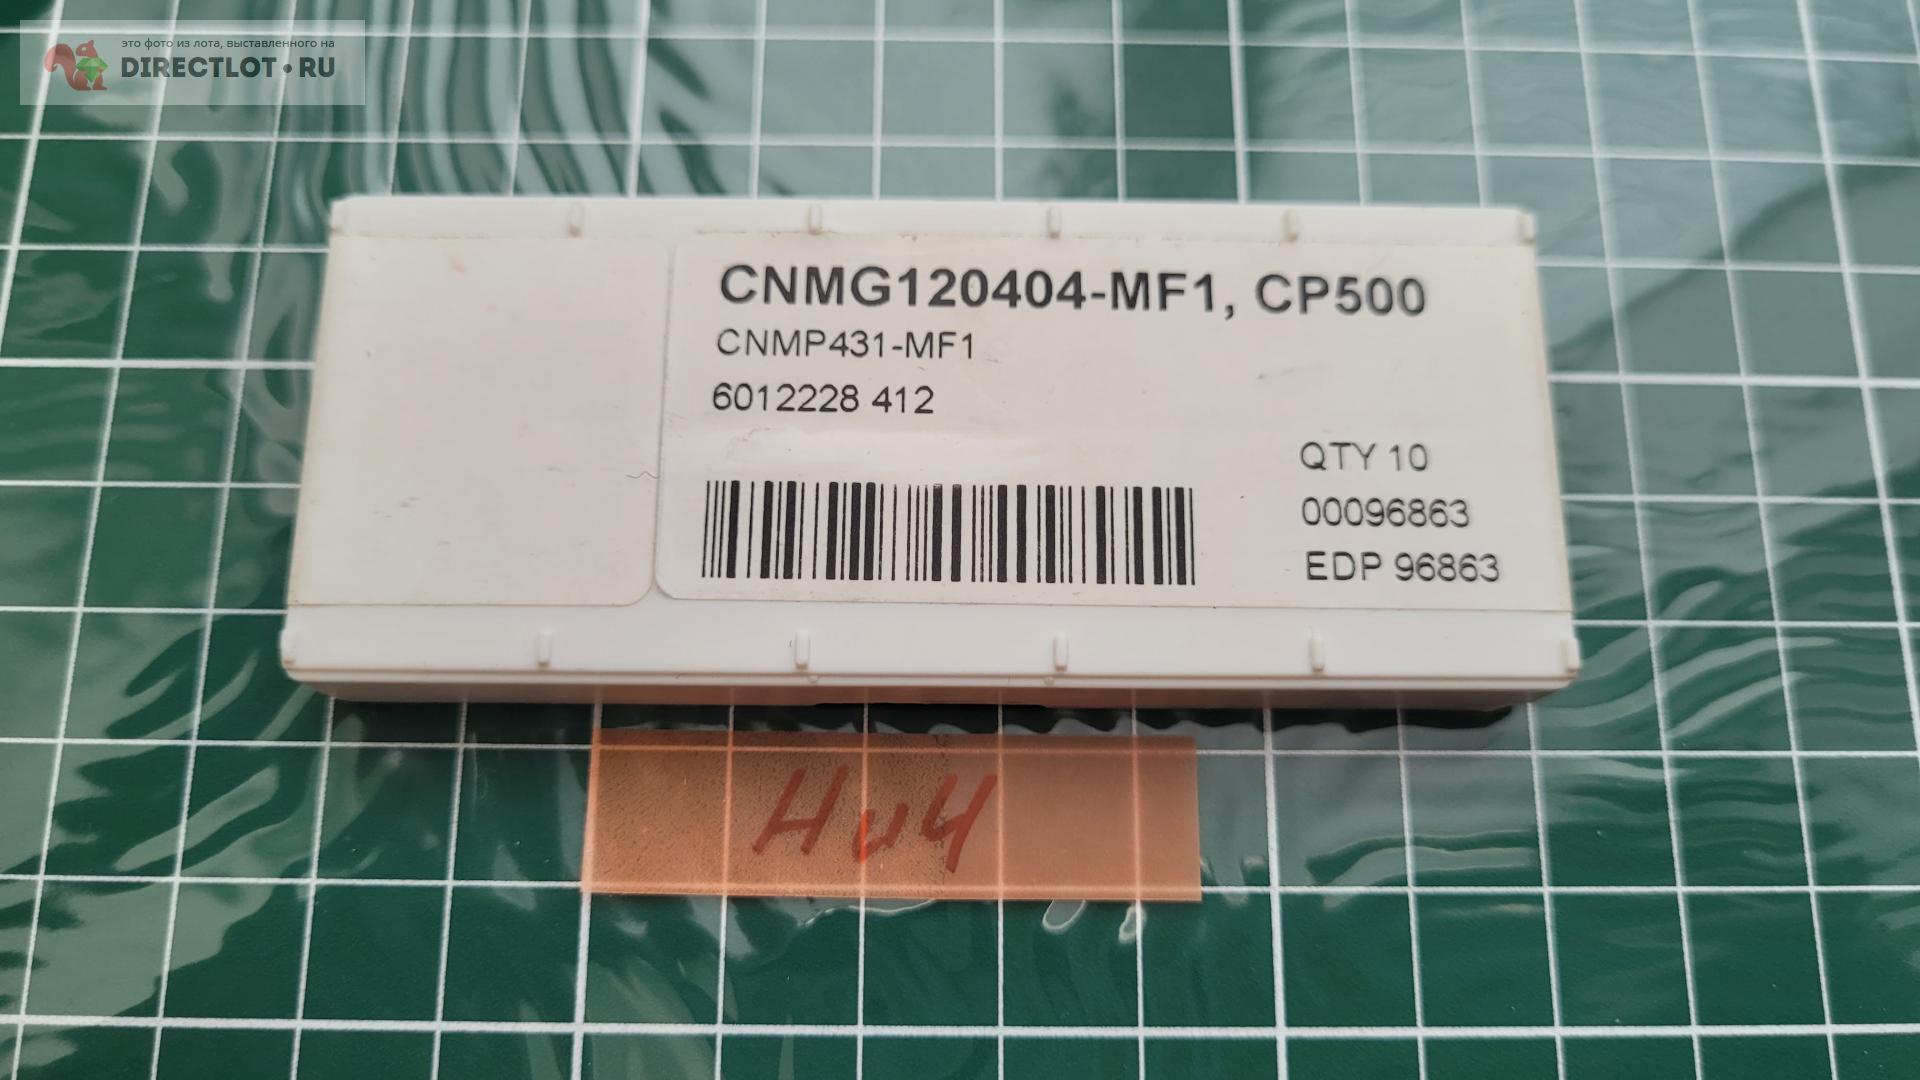 это фото из лота, выставленного на
DIRECTLOT•RU
CNMG120404-MF1, CP500
CNMP431-MF1
6012228 412
QTY 10
00096863
EDP 96863
Ни4